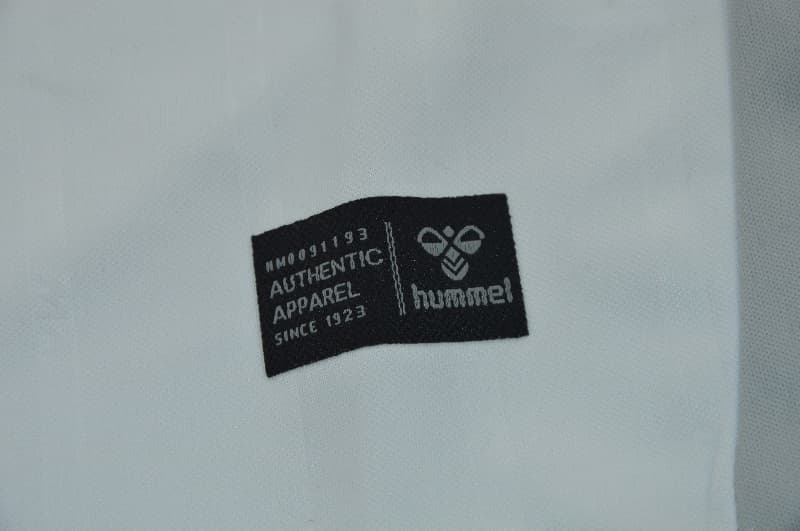 HM0091193
AUTHENTIC
APPAREL
SINCE 1923
hummel